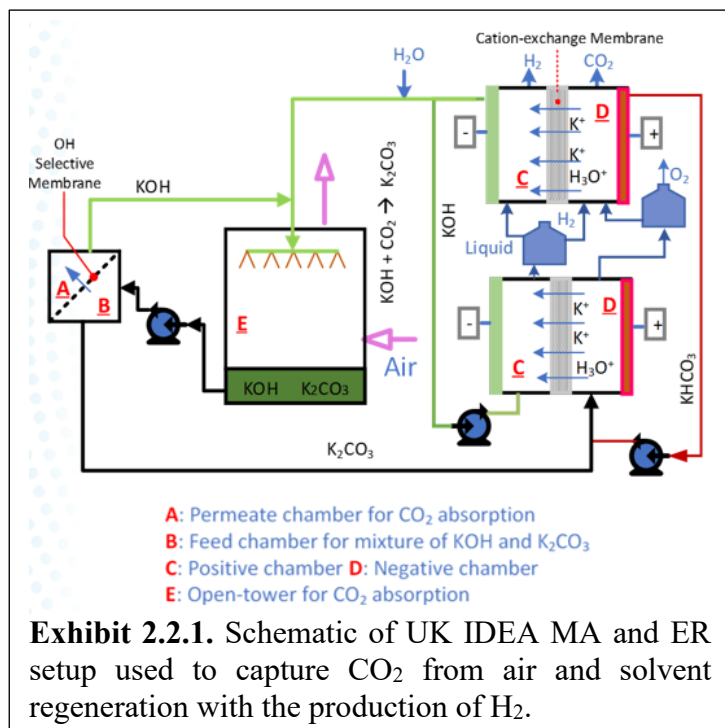 Cation-exchange Membrane
H₂O
H₂
CO₂
OH
Selective
Membrane
KOH
KOH + CO₂ → K₂CO₃
D
K⁺
K⁺
H₃O⁺
C
-
+
O₂
KOH
H₂
Liquid
A
B
E
Air
D
K⁺
K⁺
H₃O⁺
C
-
+
KHCO₃
KOH K₂CO₃
K₂CO₃
A: Permeate chamber for CO₂ absorption
B: Feed chamber for mixture of KOH and K₂CO₃
C: Positive chamber D: Negative chamber
E: Open-tower for CO₂ absorption
Exhibit 2.2.1. Schematic of UK IDEA MA and ER
setup used to capture CO₂ from air and solvent
regeneration with the production of H₂.